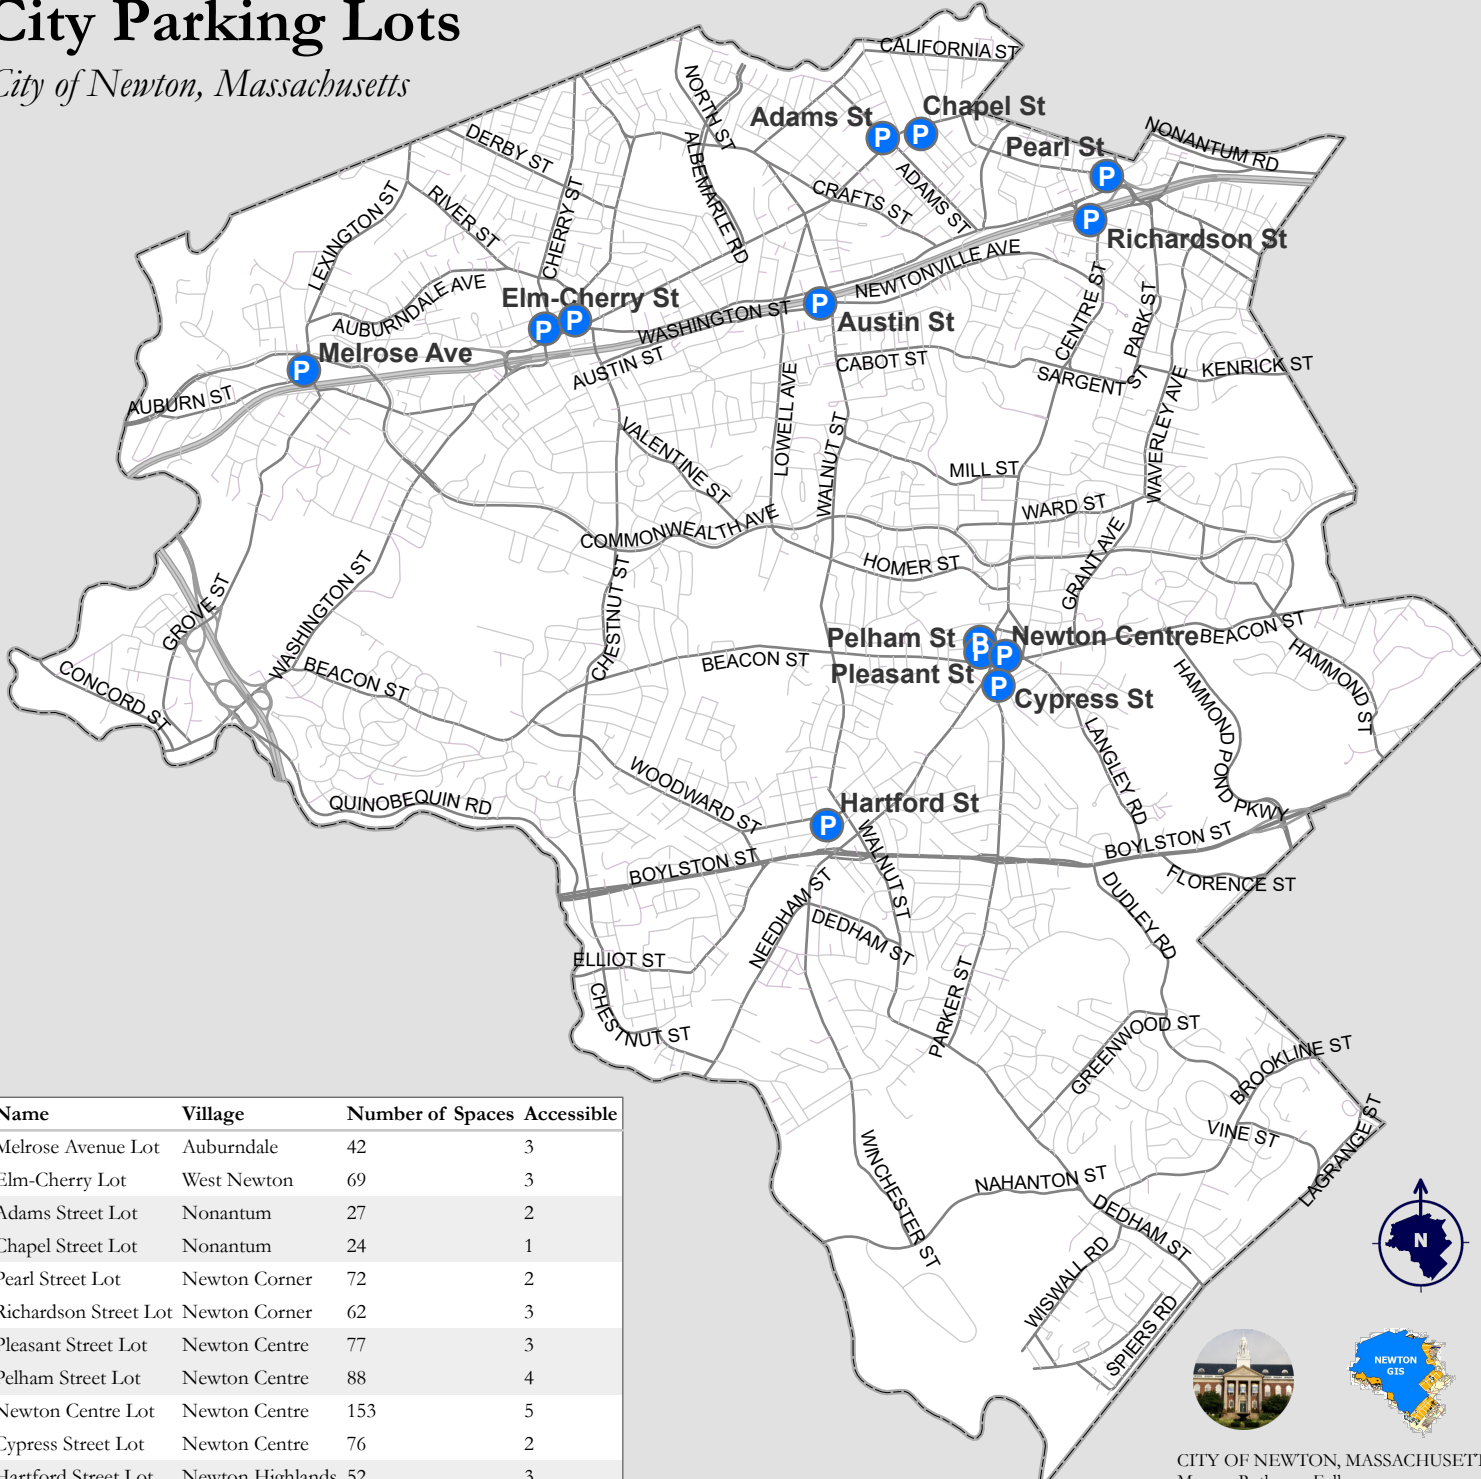 City Parking Lots
City of Newton, Massachusetts
CALIFORNIA ST
NORTH ST
Adams St
Chapel St
Pearl St
NONANTUM RD
DERBY ST
ALBEMARLE RD
CHERRY ST
CRAFTS ST
ADAMS ST
LEXINGTON ST
RIVER ST
Richardson St
NEWTONVILLE AVE
AUBURNDALE AVE
Elm-Cherry St
WASHINGTON ST
Austin St
CENTRE ST
PARK ST
Melrose Ave
AUSTIN ST
CABOT ST
SARGENT ST
KENRICK ST
AUBURN ST
LOWELL AVE
WALNUT ST
WAVERLEY AVE
VALENTINE ST
MILL ST
WARD ST
COMMONWEALTH AVE
HOMER ST
GRANT AVE
GROVE ST
WASHINGTON ST
CHESTNUT ST
Pelham St
Newton Centre
BEACON ST
Pleasant St
BEACON ST
CONCORD ST
BEACON ST
Cypress St
HAMMOND ST
HAMMOND POND PKWY
LANGLEY RD
QUINOBEQUIN RD
WOODWARD ST
Hartford St
WALNUT ST
BOYLSTON ST
BOYLSTON ST
FLORENCE ST
NEEDHAM ST
DEDHAM ST
DUDLEY RD
ELLIOT ST
CHESTNUT ST
PARKER ST
GREENWOOD ST
BROOKLINE ST
VINE ST
LAGRANGE ST
WINCHESTER ST
NAHANTON ST
DEDHAM ST
WISWALL RD
SPIERS RD
P
P
P
P
P
P
P
P
P
P
P
P
P
Name Village Number of Spaces Accessible
Melrose Avenue Lot Auburndale 42 3
Elm-Cherry Lot West Newton 69 3
Adams Street Lot Nonantum 27 2
Chapel Street Lot Nonantum 24 1
Pearl Street Lot Newton Corner 72 2
Richardson Street Lot Newton Corner 62 3
Pleasant Street Lot Newton Centre 77 3
Pelham Street Lot Newton Centre 88 4
Newton Centre Lot Newton Centre 153 5
Cypress Street Lot Newton Centre 76 2
Hartford Street Lot Newton Highlands 52 3
N
NEWTON
GIS
CITY OF NEWTON, MASSACHUSETT